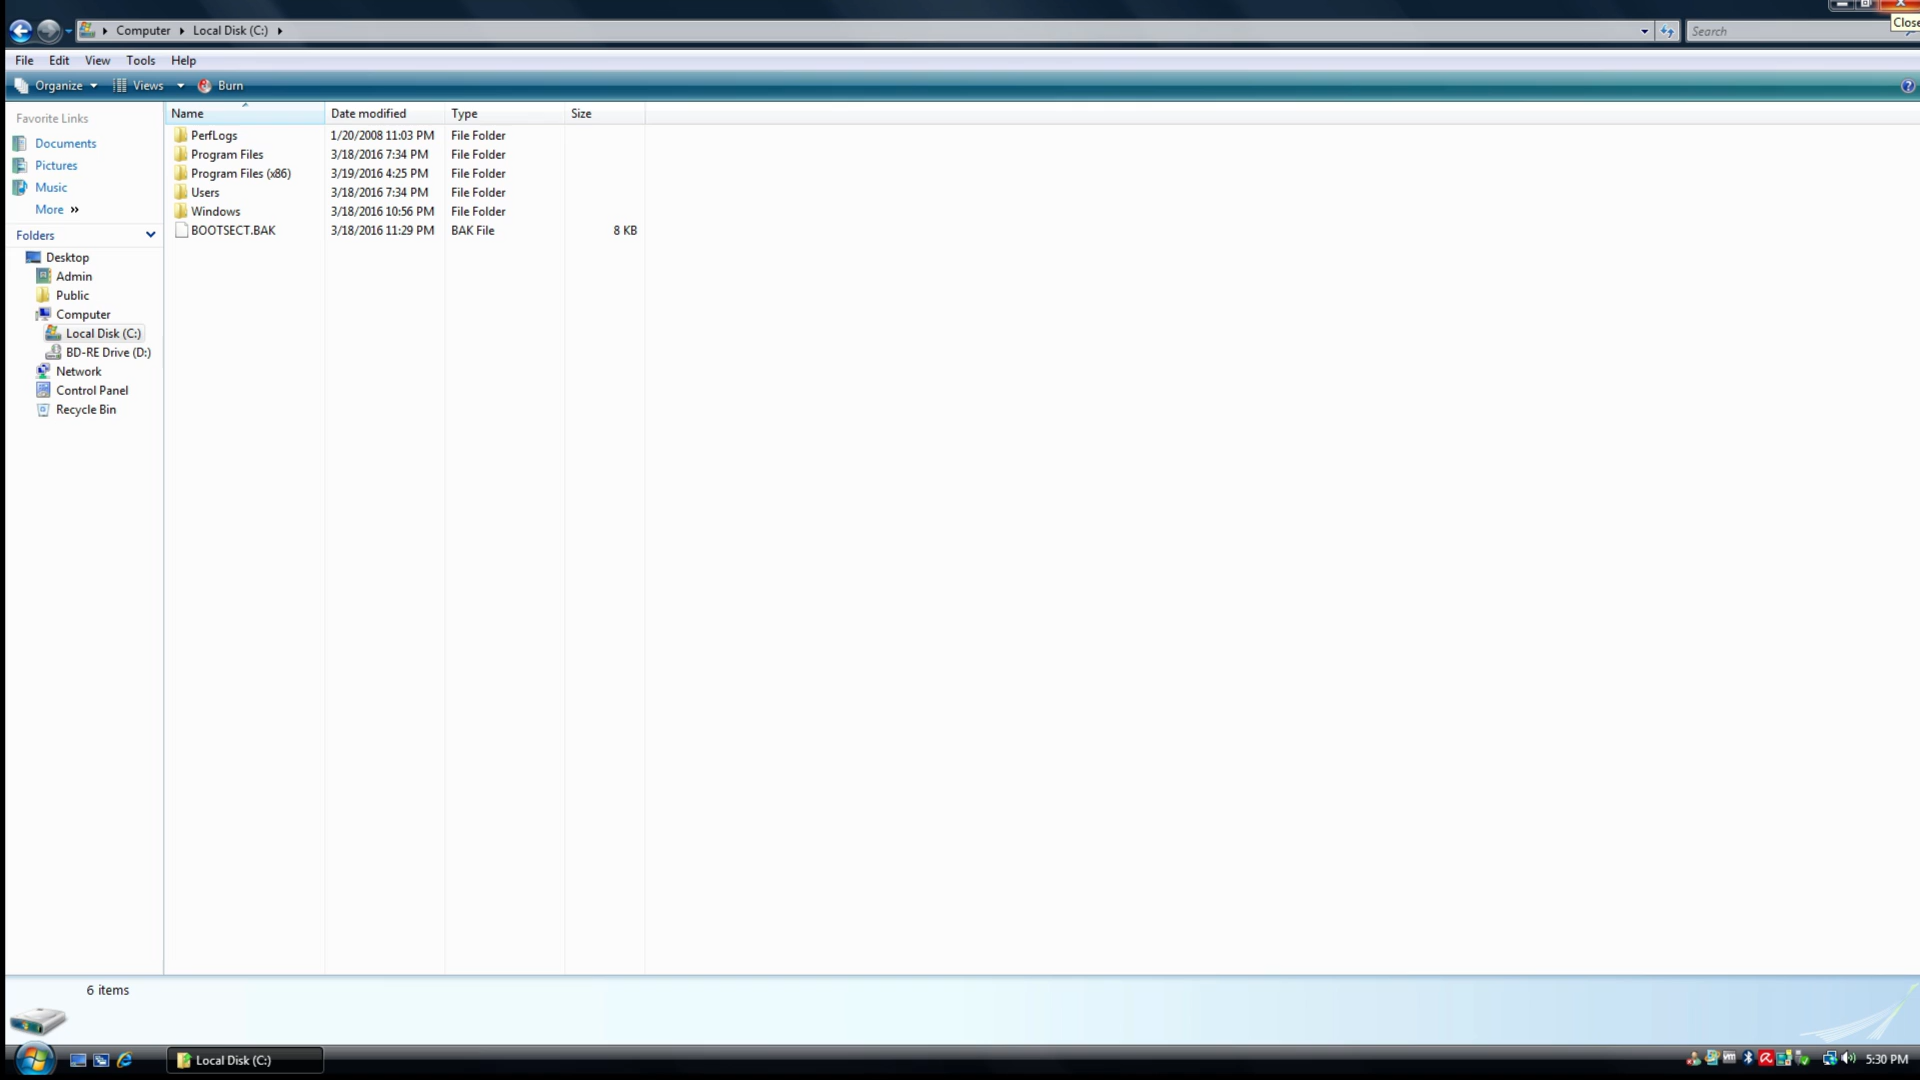 Close
Computer Local Disk (C:)
Search
File Edit View Tools Help
Organize Views Burn
Favorite Links
Documents
Pictures
Music
More »
Folders
Desktop
Admin
Public
Computer
Local Disk (C:)
BD-RE Drive (D:)
Network
Control Panel
Recycle Bin
Name Date modified Type Size
PerfLogs 1/20/2008 11:03 PM File Folder
Program Files 3/18/2016 7:34 PM File Folder
Program Files (x86) 3/19/2016 4:25 PM File Folder
Users 3/18/2016 7:34 PM File Folder
Windows 3/18/2016 10:56 PM File Folder
BOOTSECT.BAK 3/18/2016 11:29 PM BAK File 8 KB
6 items
Local Disk (C:)
5:30 PM